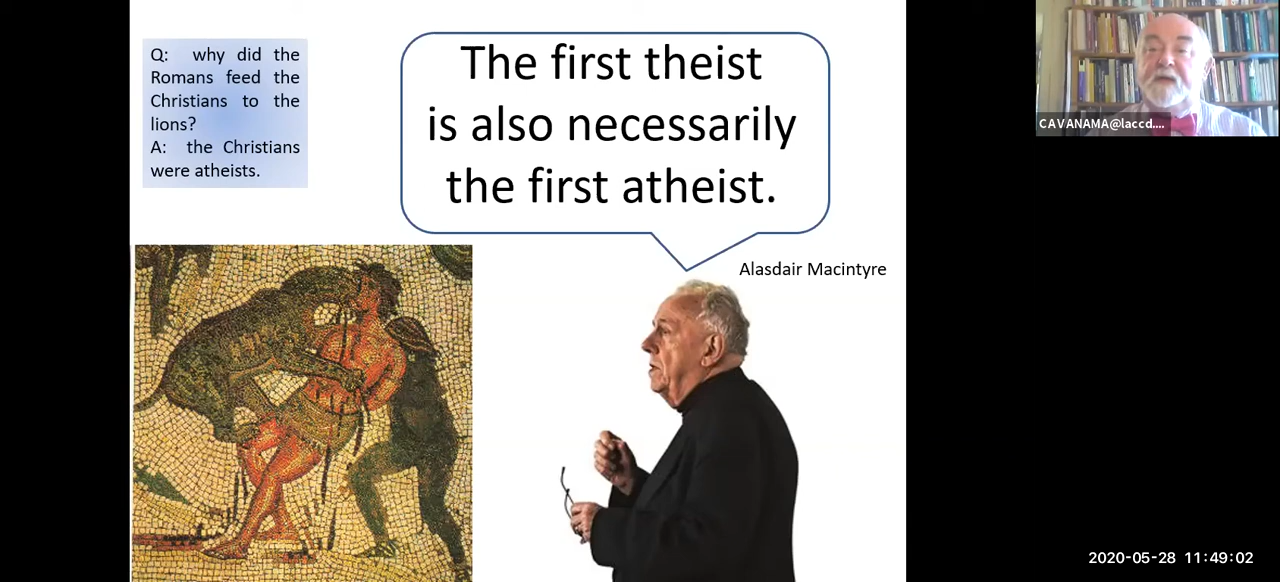 Q: why did the
Romans feed the
Christians to the
lions?
A: the Christians
were atheists.
The first theist
is also necessarily
the first atheist.
Alasdair Macintyre
CAVANAMA@laccd....
2020-05-28 11:49:02